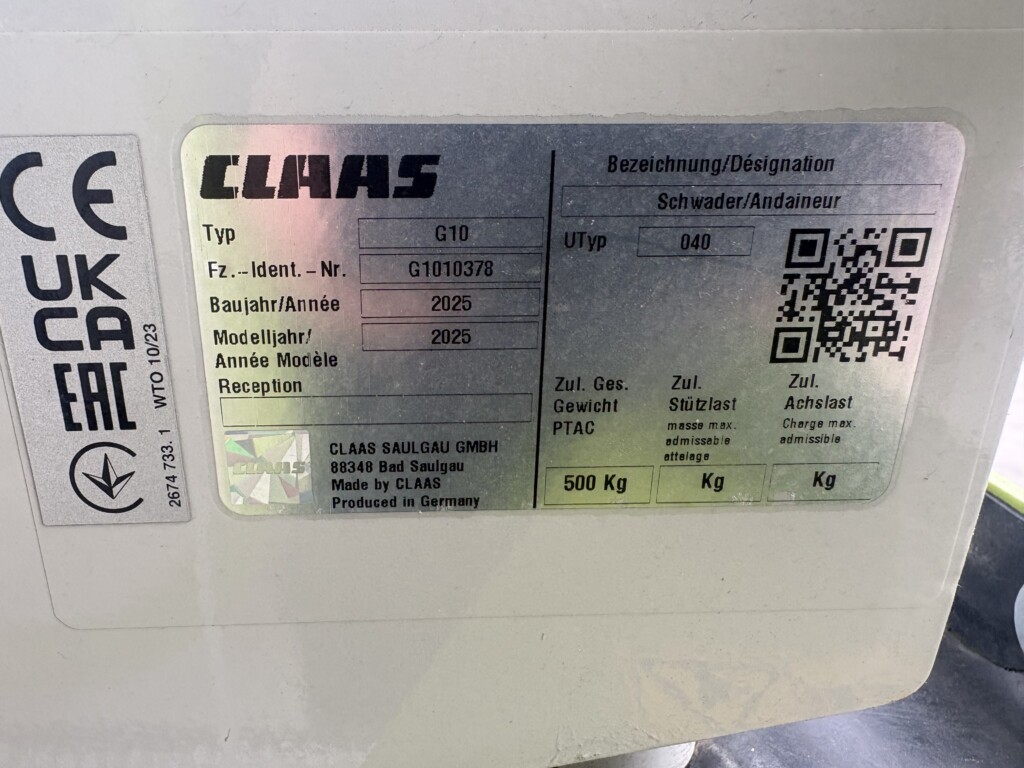 CE
UK
CA
EAC
2674 733. 1 WTO 10/23
CLAAS
Typ G10
Fz.-Ident.-Nr. G1010378
Baujahr/Année 2025
Modelljahr/ 2025
Année Modèle
Reception
CLAAS
CLAAS SAULGAU GMBH
88348 Bad Saulgau
Made by CLAAS
Produced in Germany
Bezeichnung/Désignation
Schwader/Andaineur
UTyp 040
Zul. Ges.
Gewicht
PTAC
500 Kg
Zul.
Stützlast
masse max.
admissable
attelage
Kg
Zul.
Achslast
Charge max.
admissible
Kg